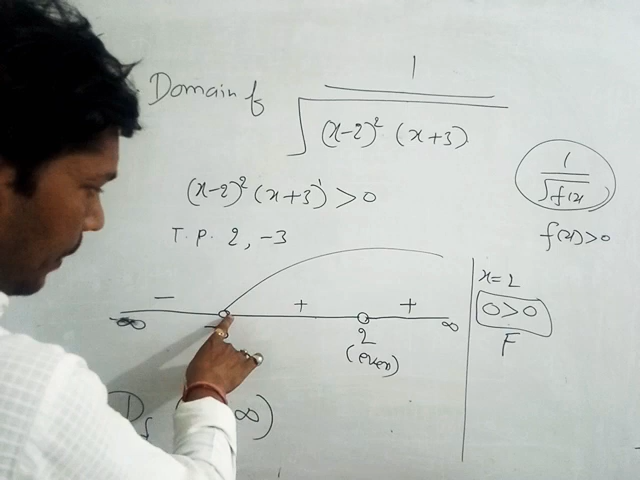 Domain of 1/√((x-2)² (x+3))
(x-2)² (x+3) > 0
T.P. 2, -3
- + +
-∞ 2 ∞
(even)
D_f ∞)
1/√f(x)
f(x)>0
x=2
0>0
F